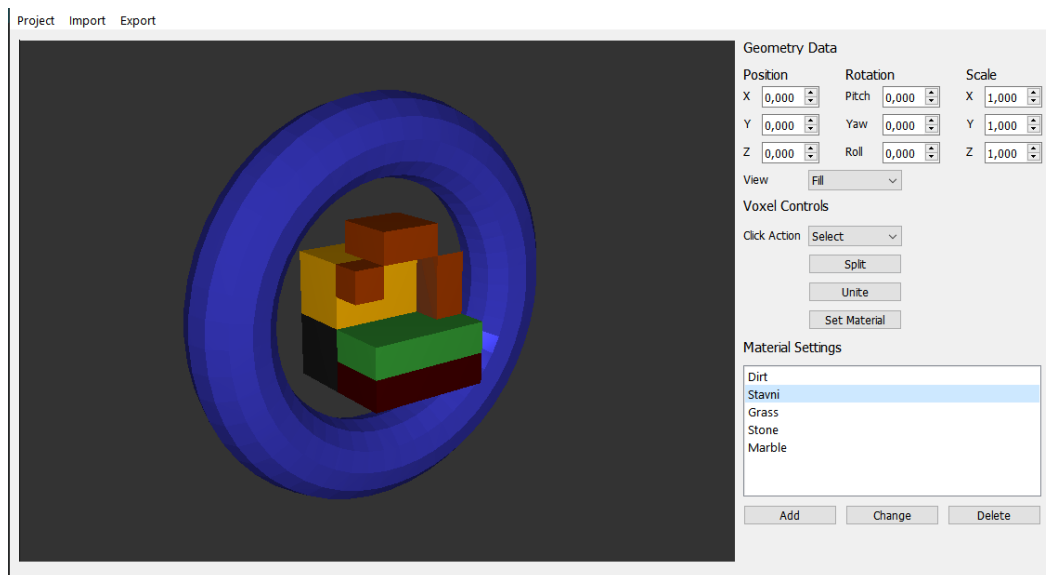 Project Import Export
Geometry Data
Position Rotation Scale
X 0,000 Pitch 0,000 X 1,000
Y 0,000 Yaw 0,000 Y 1,000
Z 0,000 Roll 0,000 Z 1,000
View Fill
Voxel Controls
Click Action Select
Split
Unite
Set Material
Material Settings
Dirt
Stavni
Grass
Stone
Marble
Add Change Delete